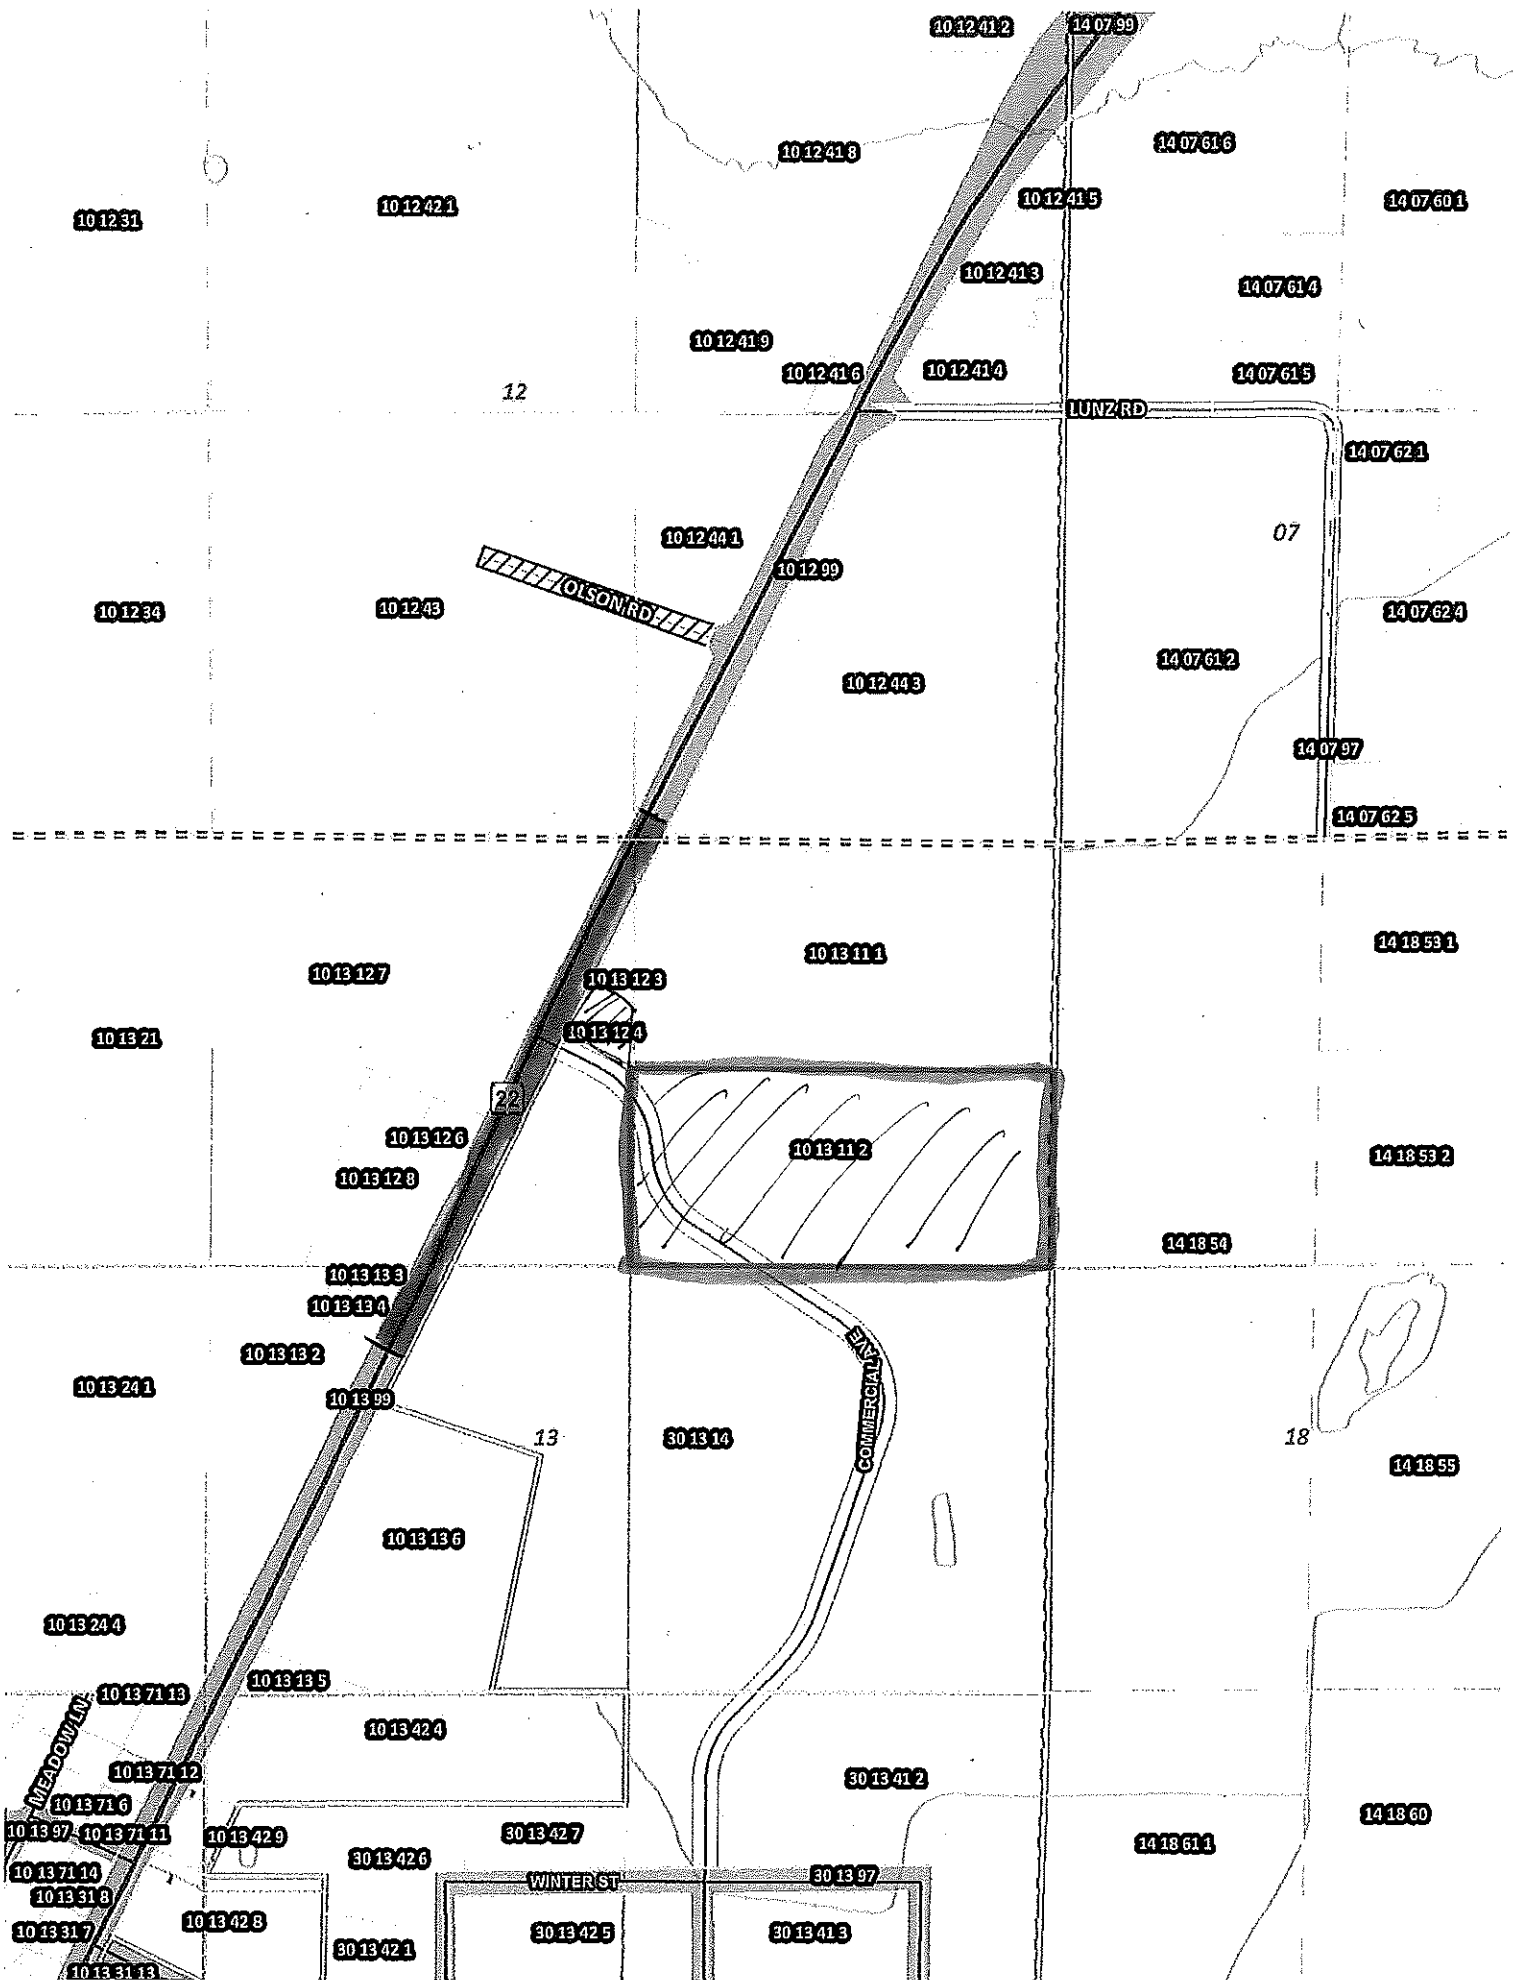 10 12 41 2
14 07 99
10 12 41 8
14 07 61 6
10 12 31
10 12 42 1
10 12 41 5
14 07 60 1
10 12 41 3
14 07 61 4
10 12 41 9
10 12 41 6
10 12 41 4
14 07 61 5
12
LUNZ RD
14 07 62 1
10 12 44 1
07
10 12 99
OLSON RD
10 12 34
10 12 43
14 07 62 4
14 07 61 2
10 12 44 3
14 07 97
14 07 62 5
10 13 11 1
14 18 53 1
10 13 12 7
10 13 12 3
10 13 21
10 13 12 4
22
10 13 12 6
10 13 11 2
14 18 53 2
10 13 12 8
14 18 54
10 13 13 3
10 13 13 4
10 13 13 2
COMMERCIAL AVE
10 13 24 1
10 13 99
13
30 13 14
18
14 18 55
10 13 13 6
10 13 24 4
10 13 13 5
10 13 71 13
MEADOW LN
10 13 42 4
10 13 71 12
30 13 41 2
10 13 71 6
14 18 60
10 13 97
10 13 71 11
10 13 42 9
30 13 42 7
14 18 61 1
30 13 42 6
10 13 71 14
WINTER ST
30 13 97
10 13 31 8
10 13 42 8
10 13 31 7
30 13 42 5
30 13 41 3
30 13 42 1
10 13 31 13